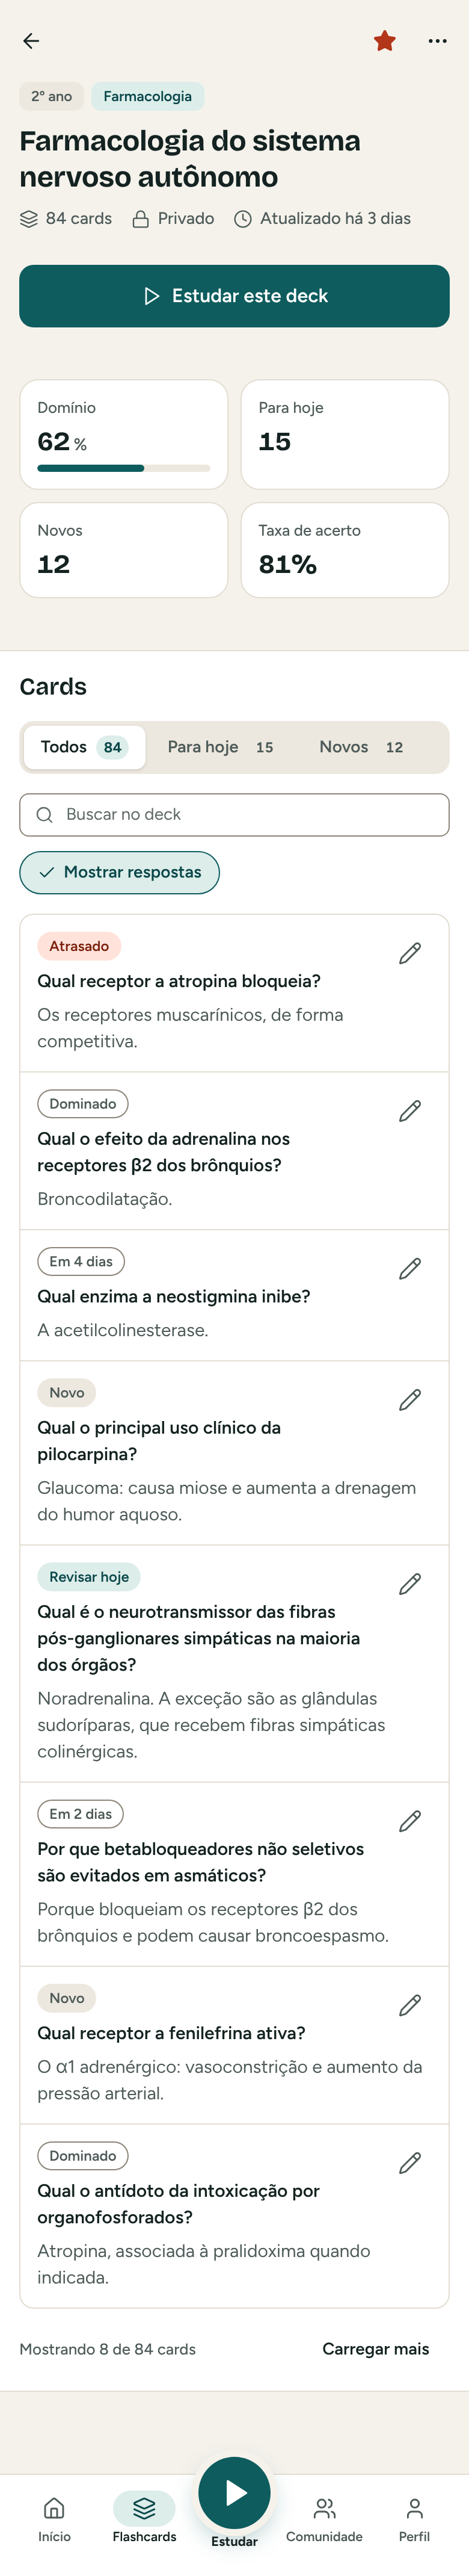 2º ano Farmacologia
Farmacologia do sistema
nervoso autônomo
84 cards Privado Atualizado há 3 dias
Estudar este deck
Domínio
62 %
Para hoje
15
Novos
12
Taxa de acerto
81%
Cards
Todos 84 Para hoje 15 Novos 12
Buscar no deck
Mostrar respostas
Atrasado
Qual receptor a atropina bloqueia?
Os receptores muscarínicos, de forma
competitiva.
Dominado
Qual o efeito da adrenalina nos
receptores β2 dos brônquios?
Broncodilatação.
Em 4 dias
Qual enzima a neostigmina inibe?
A acetilcolinesterase.
Novo
Qual o principal uso clínico da
pilocarpina?
Glaucoma: causa miose e aumenta a drenagem
do humor aquoso.
Revisar hoje
Qual é o neurotransmissor das fibras
pós-ganglionares simpáticas na maioria
dos órgãos?
Noradrenalina. A exceção são as glândulas
sudoríparas, que recebem fibras simpáticas
colinérgicas.
Em 2 dias
Por que betabloqueadores não seletivos
são evitados em asmáticos?
Porque bloqueiam os receptores β2 dos
brônquios e podem causar broncoespasmo.
Novo
Qual receptor a fenilefrina ativa?
O α1 adrenérgico: vasoconstrição e aumento da
pressão arterial.
Dominado
Qual o antídoto da intoxicação por
organofosforados?
Atropina, associada à pralidoxima quando
indicada.
Mostrando 8 de 84 cards Carregar mais
Início Flashcards Estudar Comunidade Perfil